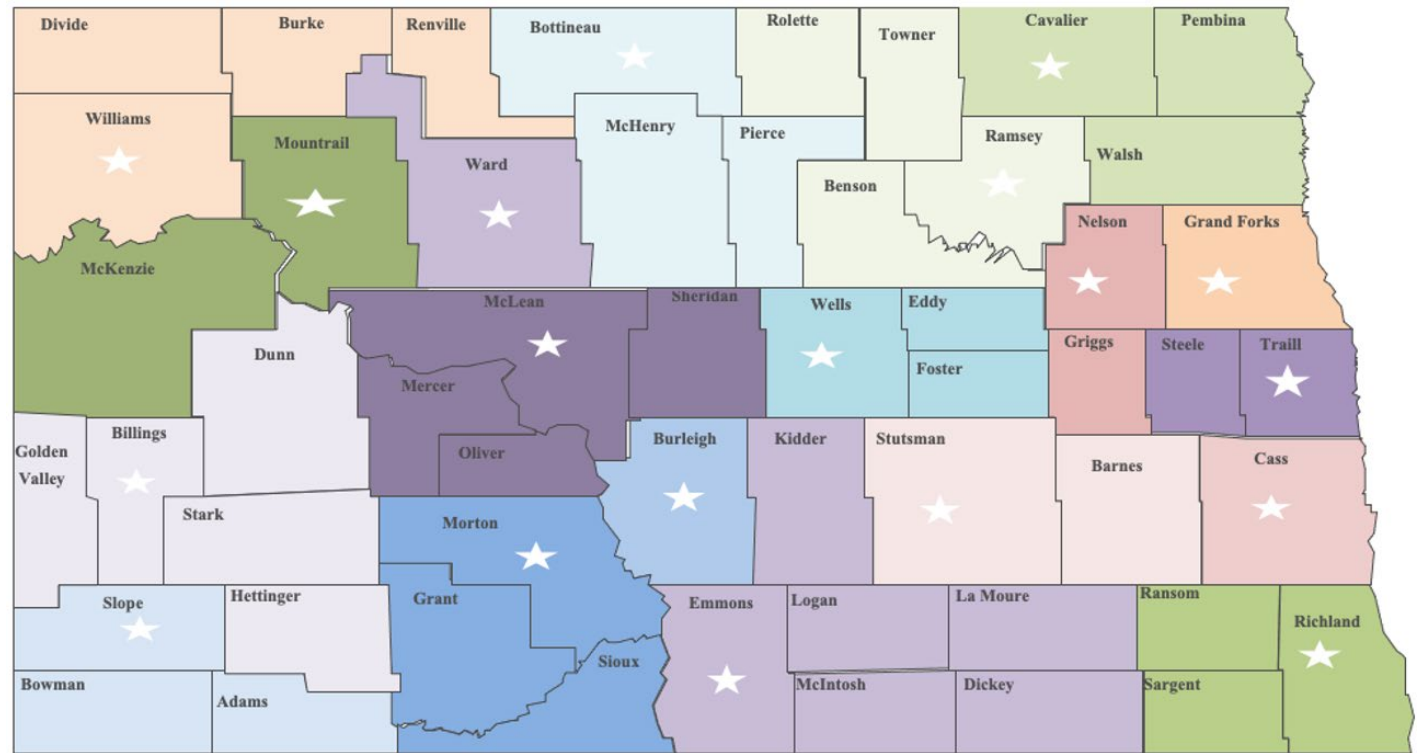 Divide
Burke
Renville
Bottineau
Rolette
Towner
Cavalier
Pembina
Williams
Mountrail
Ward
McHenry
Pierce
Benson
Ramsey
Walsh
McKenzie
Nelson
Grand Forks
McLean
Sheridan
Wells
Eddy
Dunn
Mercer
Foster
Griggs
Steele
Traill
Golden
Valley
Billings
Oliver
Burleigh
Kidder
Stutsman
Barnes
Cass
Stark
Morton
Slope
Hettinger
Grant
Emmons
Logan
La Moure
Ransom
Richland
Sioux
Bowman
Adams
McIntosh
Dickey
Sargent